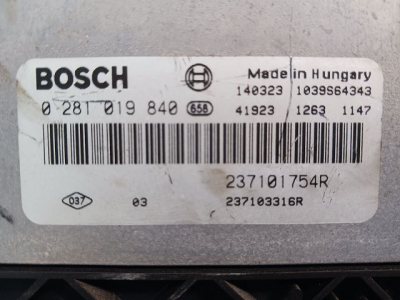 BOSCH Made in Hungary
140323 1039S64343
0 281 019 840 658 41923 1263 1147
237101754R
037 03 237103316R